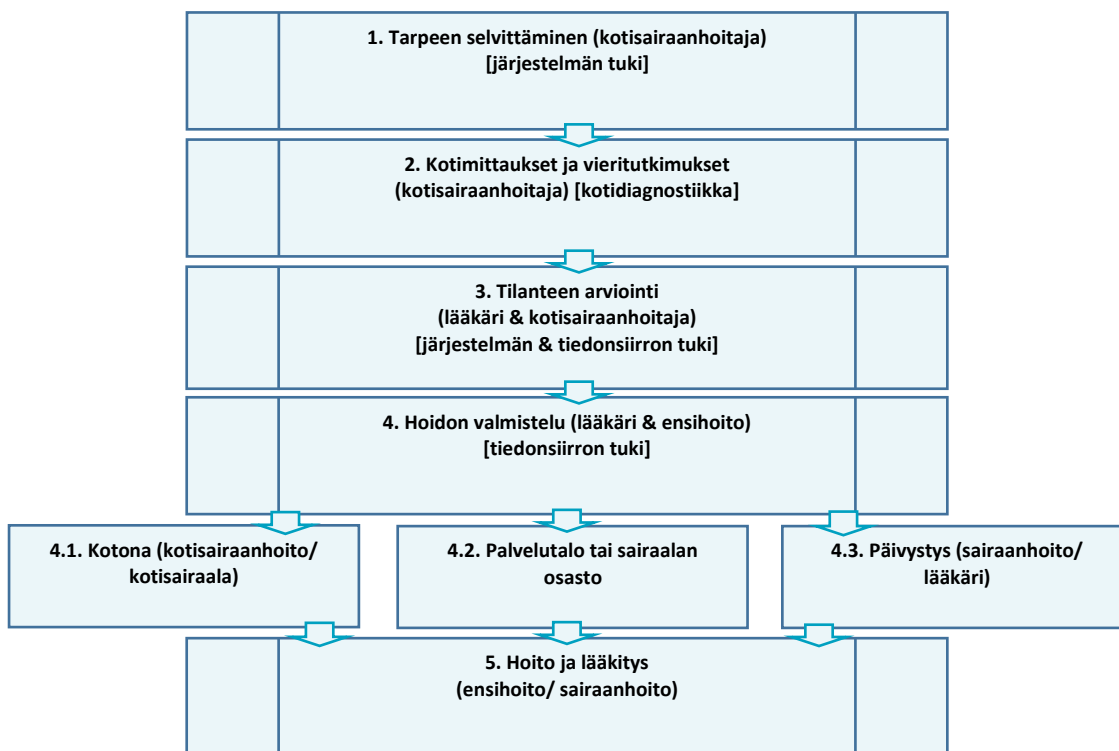 1. Tarpeen selvittäminen (kotisairaanhoitaja)
[järjestelmän tuki]
2. Kotimittaukset ja vieritutkimukset
(kotisairaanhoitaja) [kotidiagnostiikka]
3. Tilanteen arviointi
(lääkäri & kotisairaanhoitaja)
[järjestelmän & tiedonsiirron tuki]
4. Hoidon valmistelu (lääkäri & ensihoito)
[tiedonsiirron tuki]
4.1. Kotona (kotisairaanhoito/
kotisairaala)
4.2. Palvelutalo tai sairaalan
osasto
4.3. Päivystys (sairaanhoito/
lääkäri)
5. Hoito ja lääkitys
(ensihoito/ sairaanhoito)